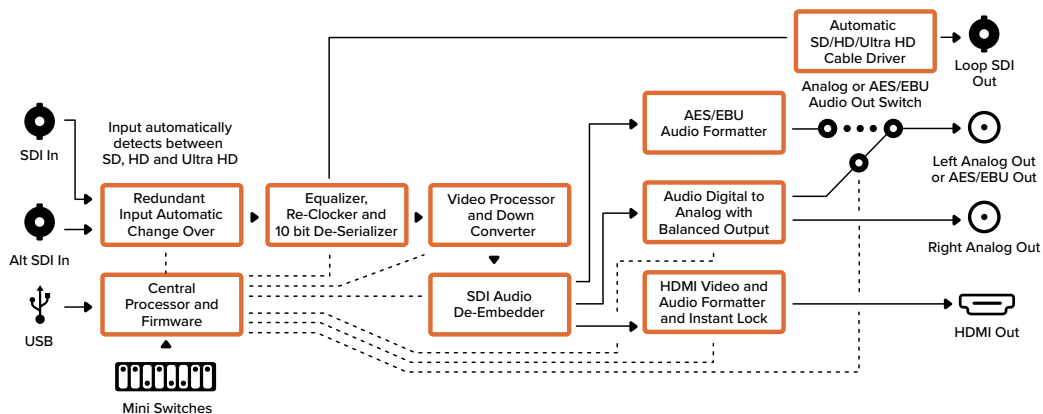 Automatic
SD/HD/Ultra HD
Cable Driver
Loop SDI
Out
Analog or AES/EBU
Audio Out Switch
AES/EBU
Audio Formatter
SDI In
Input automatically
detects between
SD, HD and Ultra HD
Left Analog Out
or AES/EBU Out
Redundant
Input Automatic
Change Over
Equalizer,
Re-Clocker and
10 bit De-Serializer
Video Processor
and Down
Converter
Audio Digital to
Analog with
Balanced Output
Right Analog Out
Alt SDI In
Central
Processor and
Firmware
SDI Audio
De-Embedder
HDMI Video and
Audio Formatter
and Instant Lock
HDMI Out
USB
Mini Switches